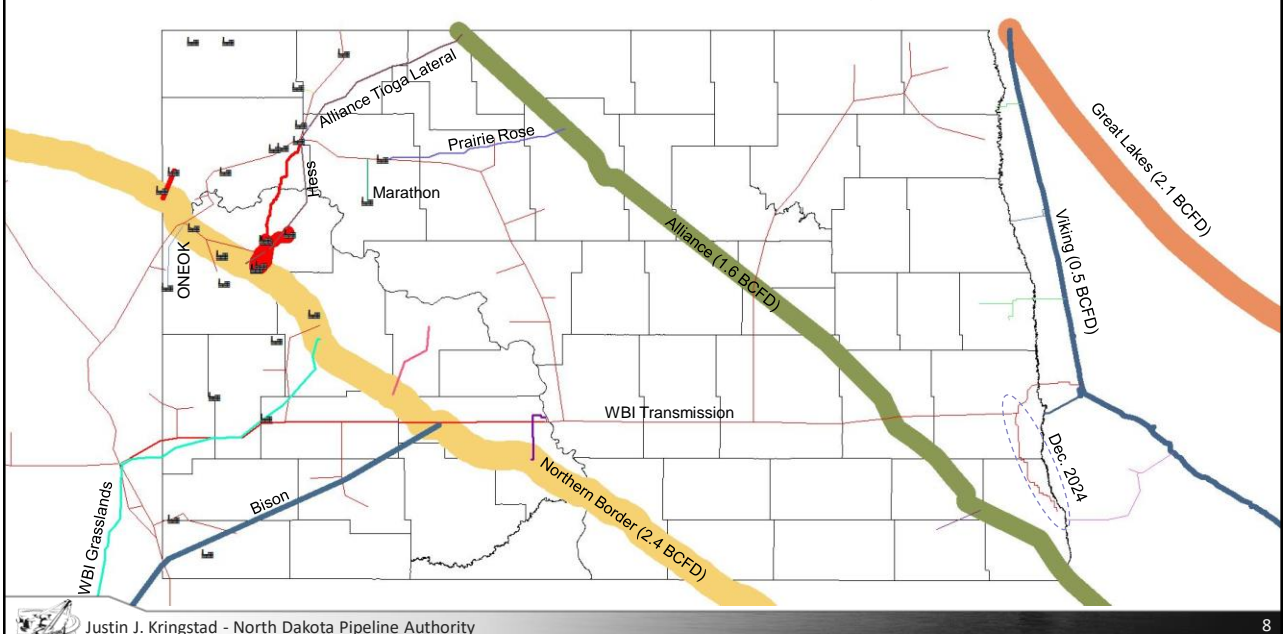 Alliance Tioga Lateral
Prairie Rose
Hess
Marathon
ONEOK
Great Lakes (2.1 BCFD)
Viking (0.5 BCFD)
Alliance (1.6 BCFD)
WBI Transmission
Dec. 2024
Northern Border (2.4 BCFD)
Bison
WBI Grasslands
Justin J. Kringstad - North Dakota Pipeline Authority
8